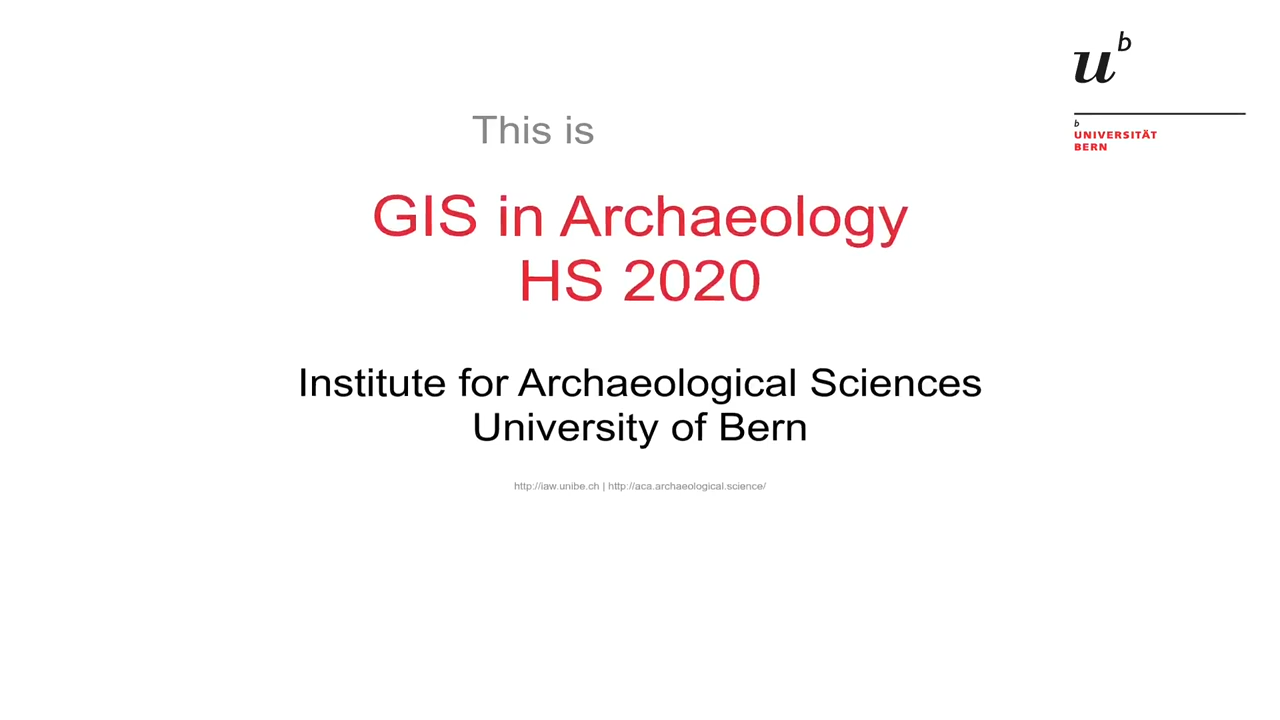 u b
b
UNIVERSITÄT
BERN
This is
GIS in Archaeology
HS 2020
Institute for Archaeological Sciences
University of Bern
http://iaw.unibe.ch | http://aca.archaeological.science/